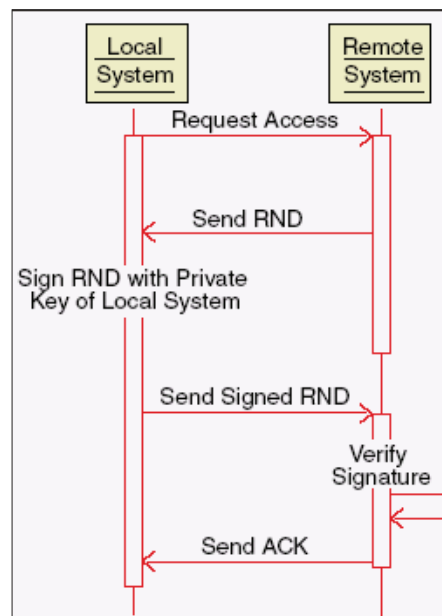 Local
System
Remote
System
Request Access
Send RND
Sign RND with Private
Key of Local System
Send Signed RND
Verify
Signature
Send ACK